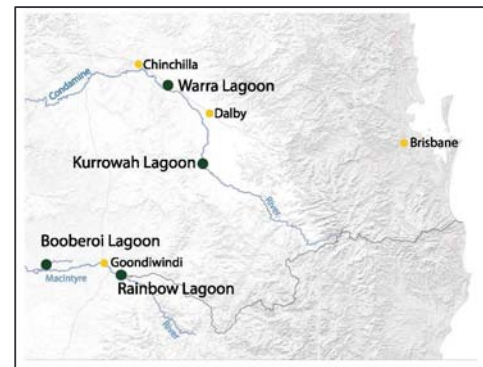 Chinchilla
Condamine
Warra Lagoon
Dalby
Brisbane
Kurrowah Lagoon
River
Booberoi Lagoon
Goondiwindi
MacIntyre
Rainbow Lagoon
River